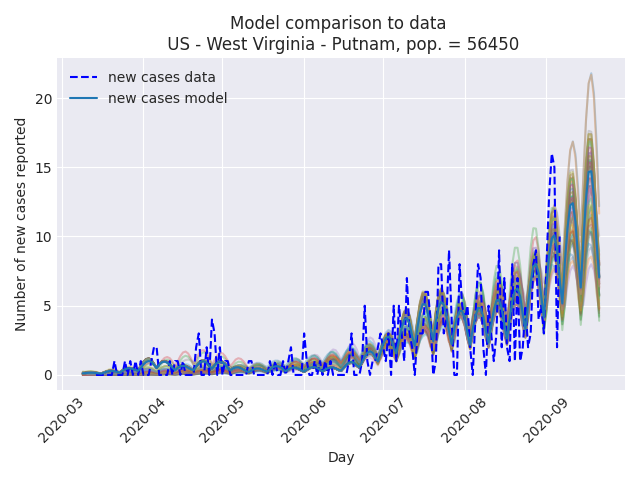 Model comparison to data
US - West Virginia - Putnam, pop. = 56450
new cases data
new cases model
Number of new cases reported
20
15
10
5
0
2020-03
2020-04
2020-05
2020-06
2020-07
2020-08
2020-09
Day